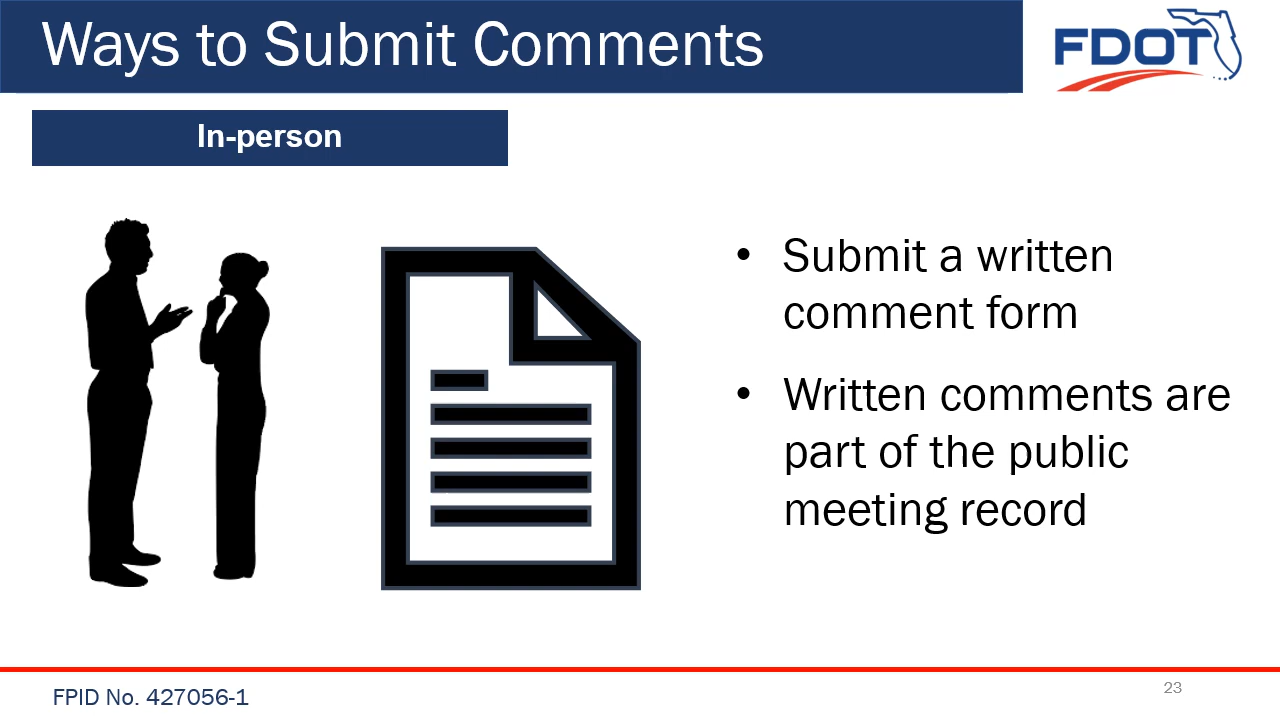 Ways to Submit Comments
FDOT
In-person
• Submit a written
comment form
• Written comments are
part of the public
meeting record
FPID No. 427056-1
23